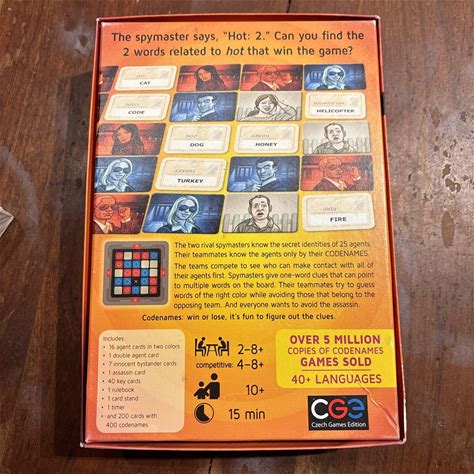 The spymaster says, "Hot: 2." Can you find the
2 words related to hot that win the game?
CAT
CODE
HELICOPTER
DOG
HONEY
TURKEY
FIRE
The two rival spymasters know the secret identities of 25 agents.
Their teammates know the agents only by their CODENAMES.
The teams compete to see who can make contact with all of
their agents first. Spymasters give one-word clues that can point
to multiple words on the board. Their teammates try to guess
words of the right color while avoiding those that belong to the
opposing team. And everyone wants to avoid the assassin.
Codenames: win or lose, it's fun to figure out the clues.
Includes:
• 16 agent cards in two colors
• 1 double agent card
• 7 innocent bystander cards
• 1 assassin card
• 40 key cards
• 1 rulebook
• 1 card stand
• 1 timer
• and 200 cards with
400 codenames
2–8+
competitive: 4–8+
10+
15 min
OVER 5 MILLION
COPIES OF CODENAMES
GAMES SOLD
40+ LANGUAGES
CGE
Czech Games Edition